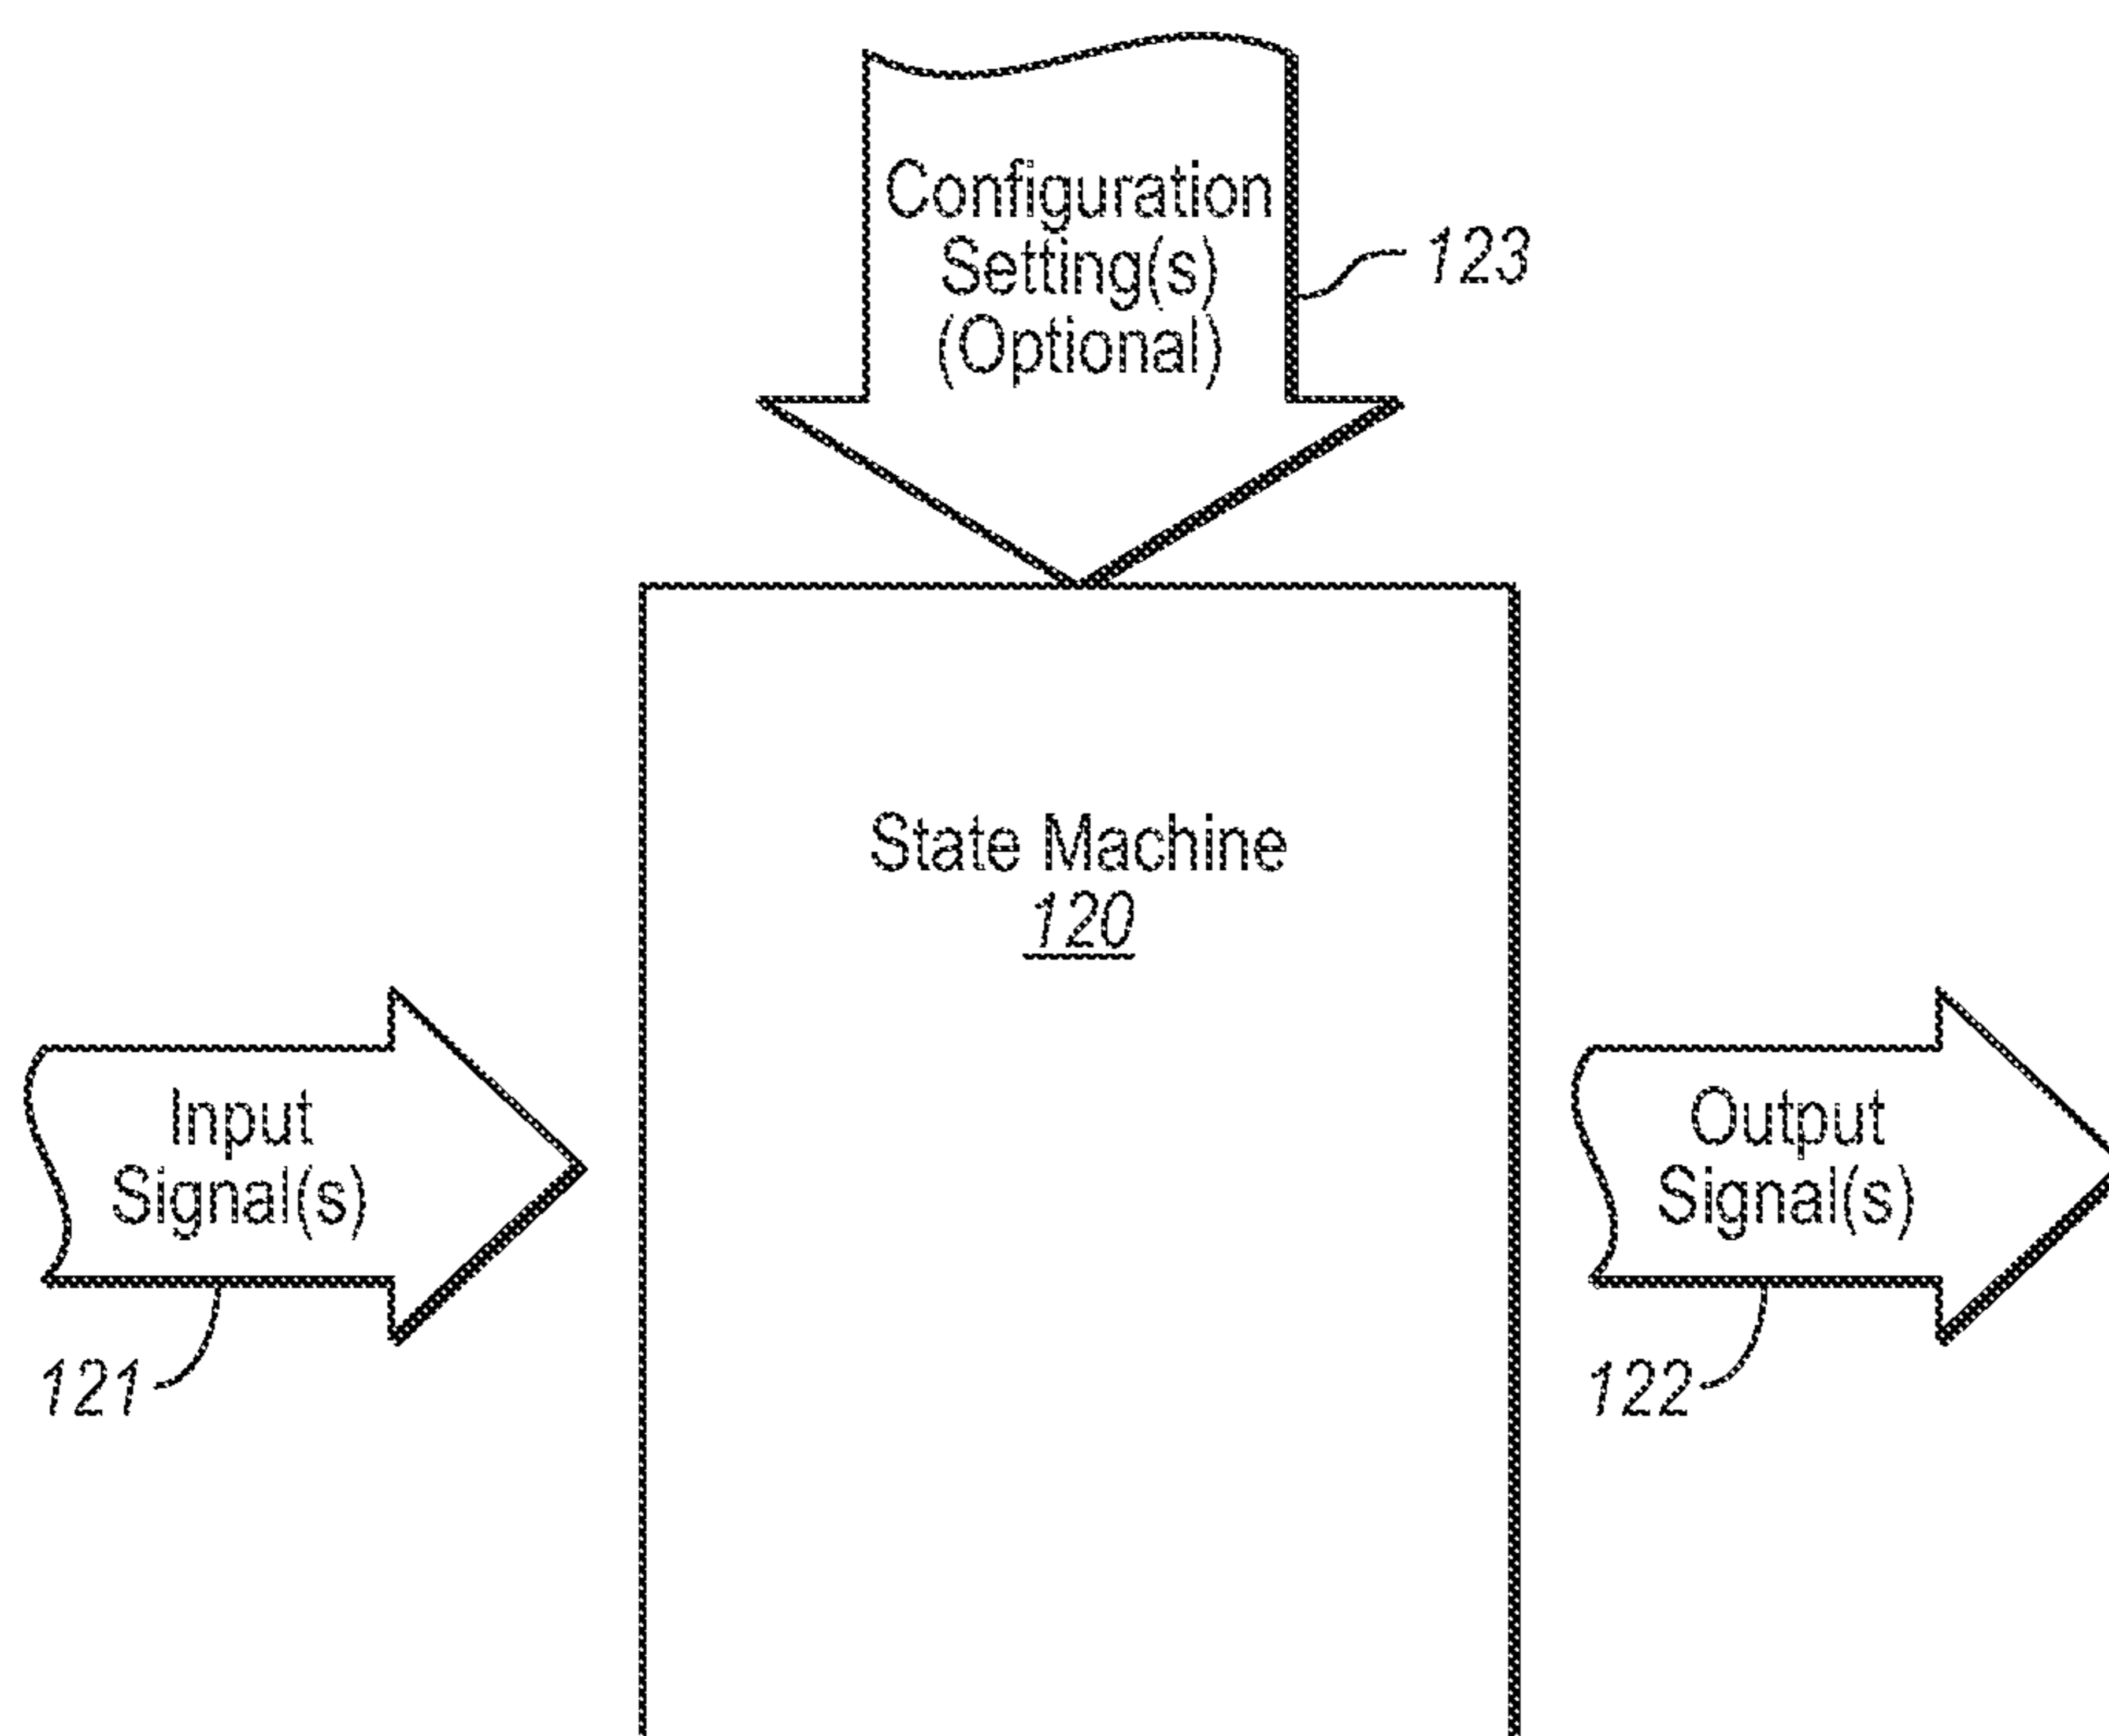 Configuration
Setting(s)
(Optional)
123
State Machine
120
Input
Signal(s)
121
Output
Signal(s)
122